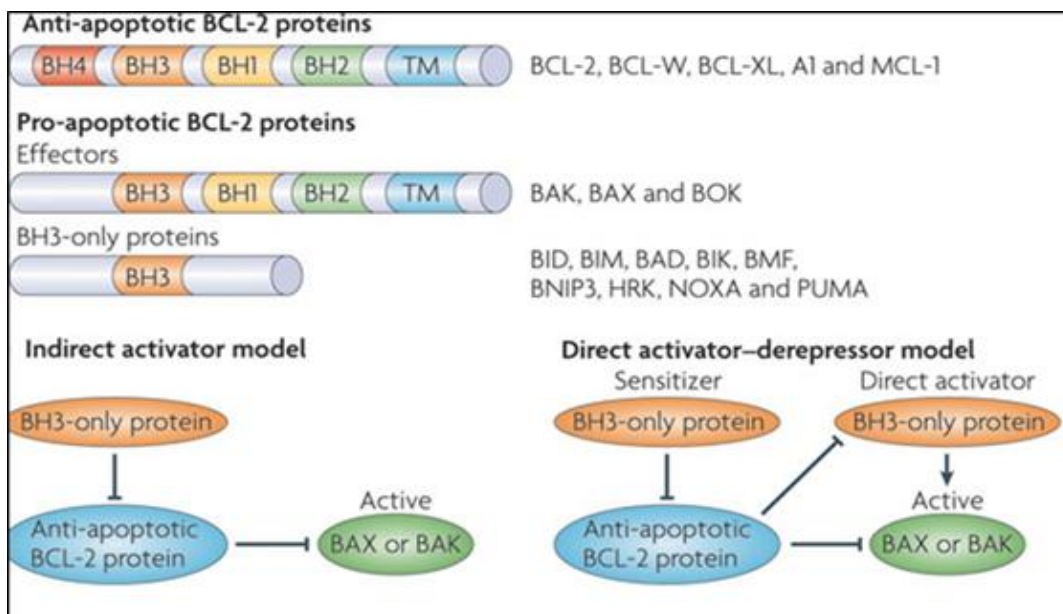 Anti-apoptotic BCL-2 proteins
BH4 BH3 BH1 BH2 TM
BCL-2, BCL-W, BCL-XL, A1 and MCL-1
Pro-apoptotic BCL-2 proteins
Effectors
BH3 BH1 BH2 TM
BAK, BAX and BOK
BH3-only proteins
BH3
BID, BIM, BAD, BIK, BMF,
BNIP3, HRK, NOXA and PUMA
Indirect activator model
BH3-only protein
Anti-apoptotic
BCL-2 protein
Active
BAX or BAK
Direct activator–derepressor model
Sensitizer
BH3-only protein
Direct activator
BH3-only protein
Anti-apoptotic
BCL-2 protein
Active
BAX or BAK